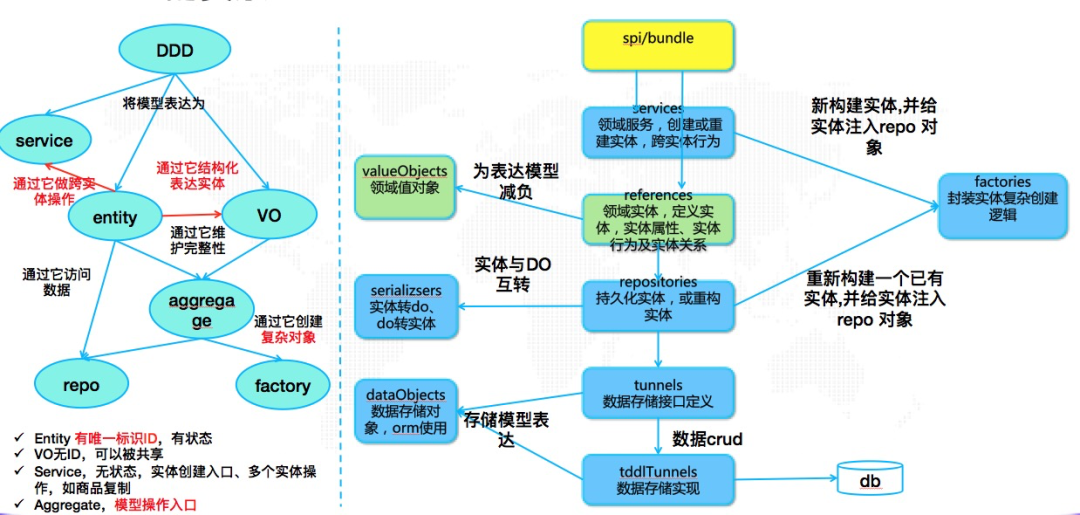 DDD
将模型表达为
service
通过它做跨实
体操作
通过它结构化
表达实体
entity
VO
通过它维
护完整性
通过它访问
数据
aggrega
ge
通过它创建
复杂对象
repo
factory
✓ Entity 有唯一标识ID，有状态
✓ VO无ID，可以被共享
✓ Service，无状态，实体创建入口、多个实体操
作，如商品复制
✓ Aggregate，模型操作入口
spi/bundle
services
领域服务，创建或重
建实体，跨实体行为
新构建实体,并给
实体注入repo 对
象
valueObjects
领域值对象
为表达模型
减负
references
领域实体，定义实
体，实体属性、实体
行为及实体关系
factories
封装实体复杂创建
逻辑
实体与DO
互转
serializsers
实体转do、
do转实体
repositories
持久化实体，或重构
实体
重新构建一个已有
实体,并给实体注入
repo 对象
tunnels
数据存储接口定义
dataObjects
数据存储对
象，orm使用
存储模型表
达
数据crud
tddlTunnels
数据存储实现
db